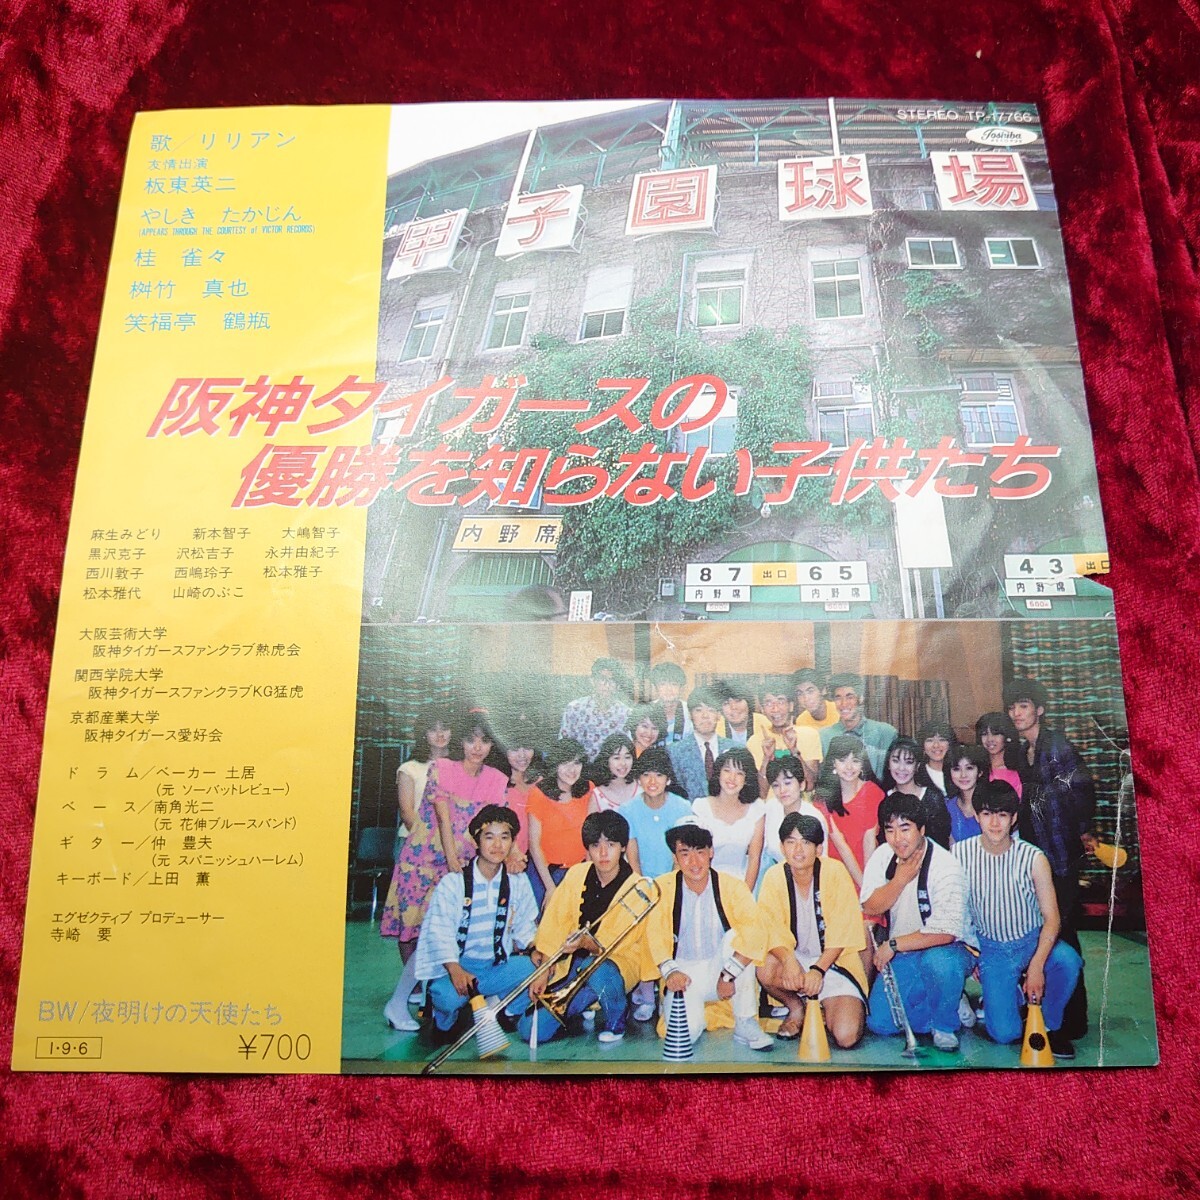 歌/リリアン
友情出演
板東英二
やしき たかじん
(APPEARS THROUGH THE COURTESY of VICTOR RECORDS)
桂 雀々
桝竹 真也
笑福亭 鶴瓶
STEREO TP-17766
Toshiba
RECORDS
甲子園球場
阪神タイガースの
優勝を知らない子供たち
内野席
87 出口 65
内野席 内野席
43 出口
内野席
麻生みどり 新本智子 大嶋智子
黒沢克子 沢松吉子 永井由紀子
西川敦子 西嶋玲子 松本雅子
松本雅代 山崎のぶこ
大阪芸術大学
阪神タイガースファンクラブ熱虎会
関西学院大学
阪神タイガースファンクラブKG猛虎
京都産業大学
阪神タイガース愛好会
ドラム/ベーカー 土居
(元 ソーバットレビュー)
ベース/南角光二
(元 花伸ブルースバンド)
ギター/仲 豊夫
(元 スパニッシュハーレム)
キーボード/上田 薫
エグゼクティブ プロデューサー
寺崎 要
BW/夜明けの天使たち
I・9・6
¥700